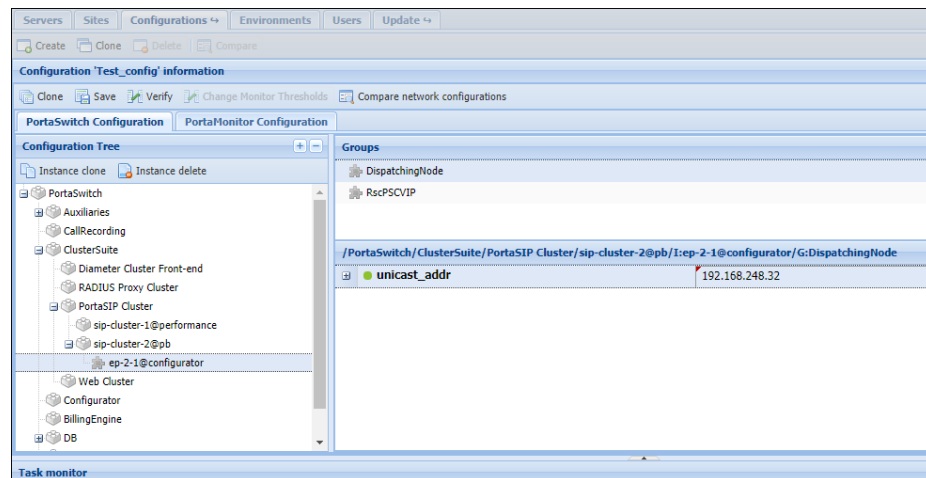 Servers Sites Configurations ↪ Environments Users Update ↪
Create Clone Delete Compare
Configuration 'Test_config' information
Clone Save Verify Change Monitor Thresholds Compare network configurations
PortaSwitch Configuration PortaMonitor Configuration
Configuration Tree
Instance clone Instance delete
PortaSwitch
Auxiliaries
CallRecording
ClusterSuite
Diameter Cluster Front-end
RADIUS Proxy Cluster
PortaSIP Cluster
sip-cluster-1@performance
sip-cluster-2@pb
ep-2-1@configurator
Web Cluster
Configurator
BillingEngine
DB
Groups
DispatchingNode
RscPSCVIP
/PortaSwitch/ClusterSuite/PortaSIP Cluster/sip-cluster-2@pb/I:ep-2-1@configurator/G:DispatchingNode
unicast_addr 192.168.248.32
Task monitor